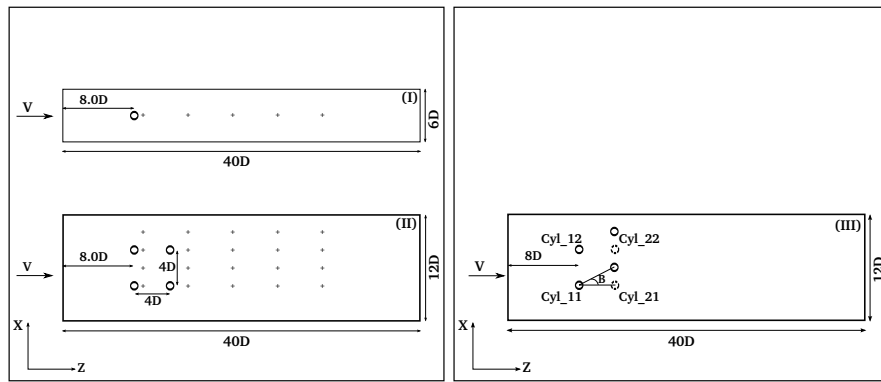 (I)
8.0D
V
6D
40D
(II)
8.0D
4D
V
4D
12D
X
40D
Z
(III)
Cyl_12
Cyl_22
8D
V
B
Cyl_11
Cyl_21
12D
X
40D
Z